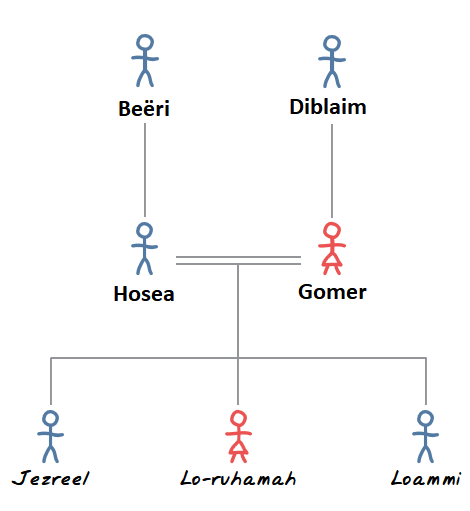 Beëri
Diblaim
Hosea
Gomer
Jezreel
Lo-ruhamah
Loammi